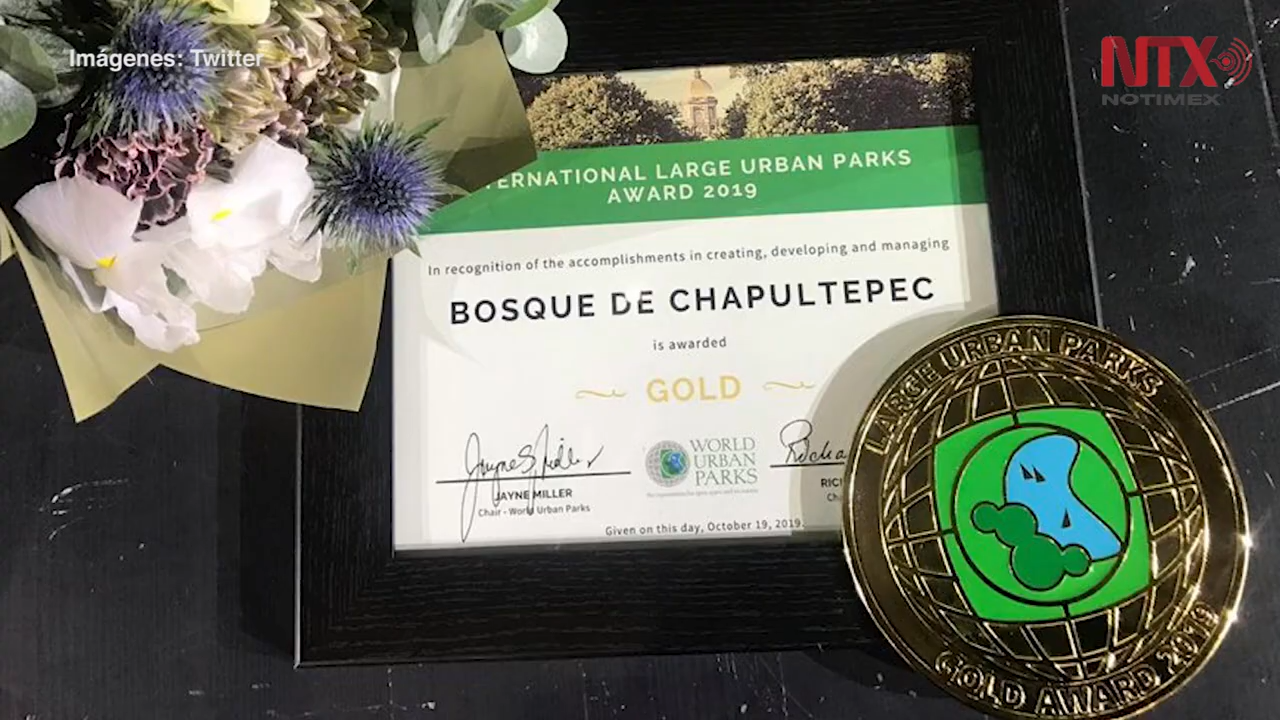 Imágenes: Twitter
NTX
NOTIMEX
INTERNATIONAL LARGE URBAN PARKS
AWARD 2019
In recognition of the accomplishments in creating, developing and managing
BOSQUE DE CHAPULTEPEC
is awarded
GOLD
WORLD
URBAN
PARKS
JAYNE MILLER
Chair - World Urban Parks
Given on this day, October 19, 2019.
LARGE URBAN PARKS
GOLD AWARD 2019